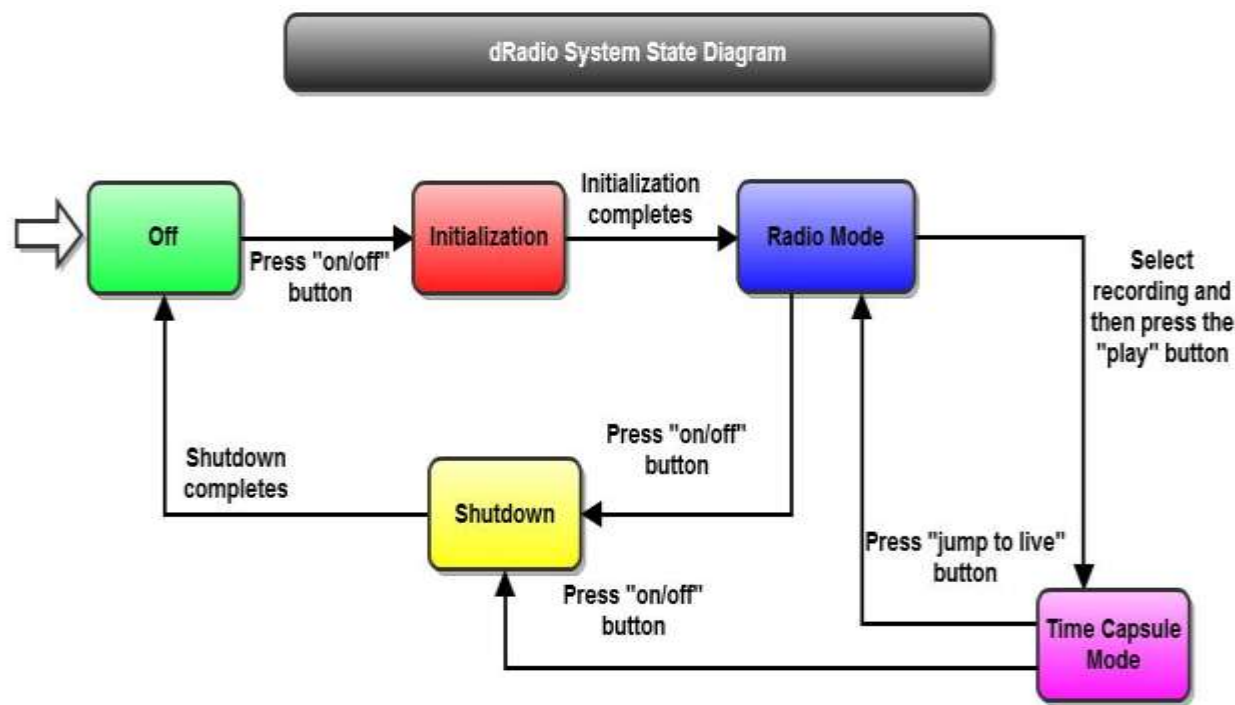 dRadio System State Diagram
Off
Press "on/off"
button
Initialization
Initialization
completes
Radio Mode
Select
recording and
then press the
"play" button
Press "on/off"
button
Shutdown
completes
Shutdown
Press "jump to live"
button
Press "on/off"
button
Time Capsule
Mode